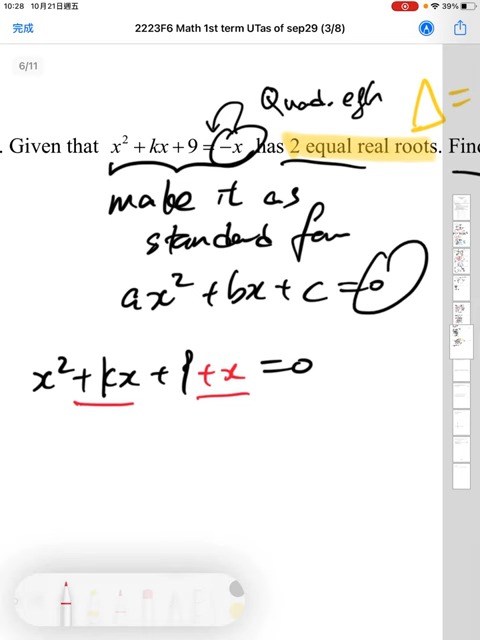 10:28 10月21日週五
39%
完成
2223F6 Math 1st term UTas of sep29 (3/8)
6/11
Quad. eqn
Δ =
. Given that x² + kx + 9 = −x has 2 equal real roots. Find
make it as
standard for
ax² + bx + c = 0
x² + kx + 9 + x = 0